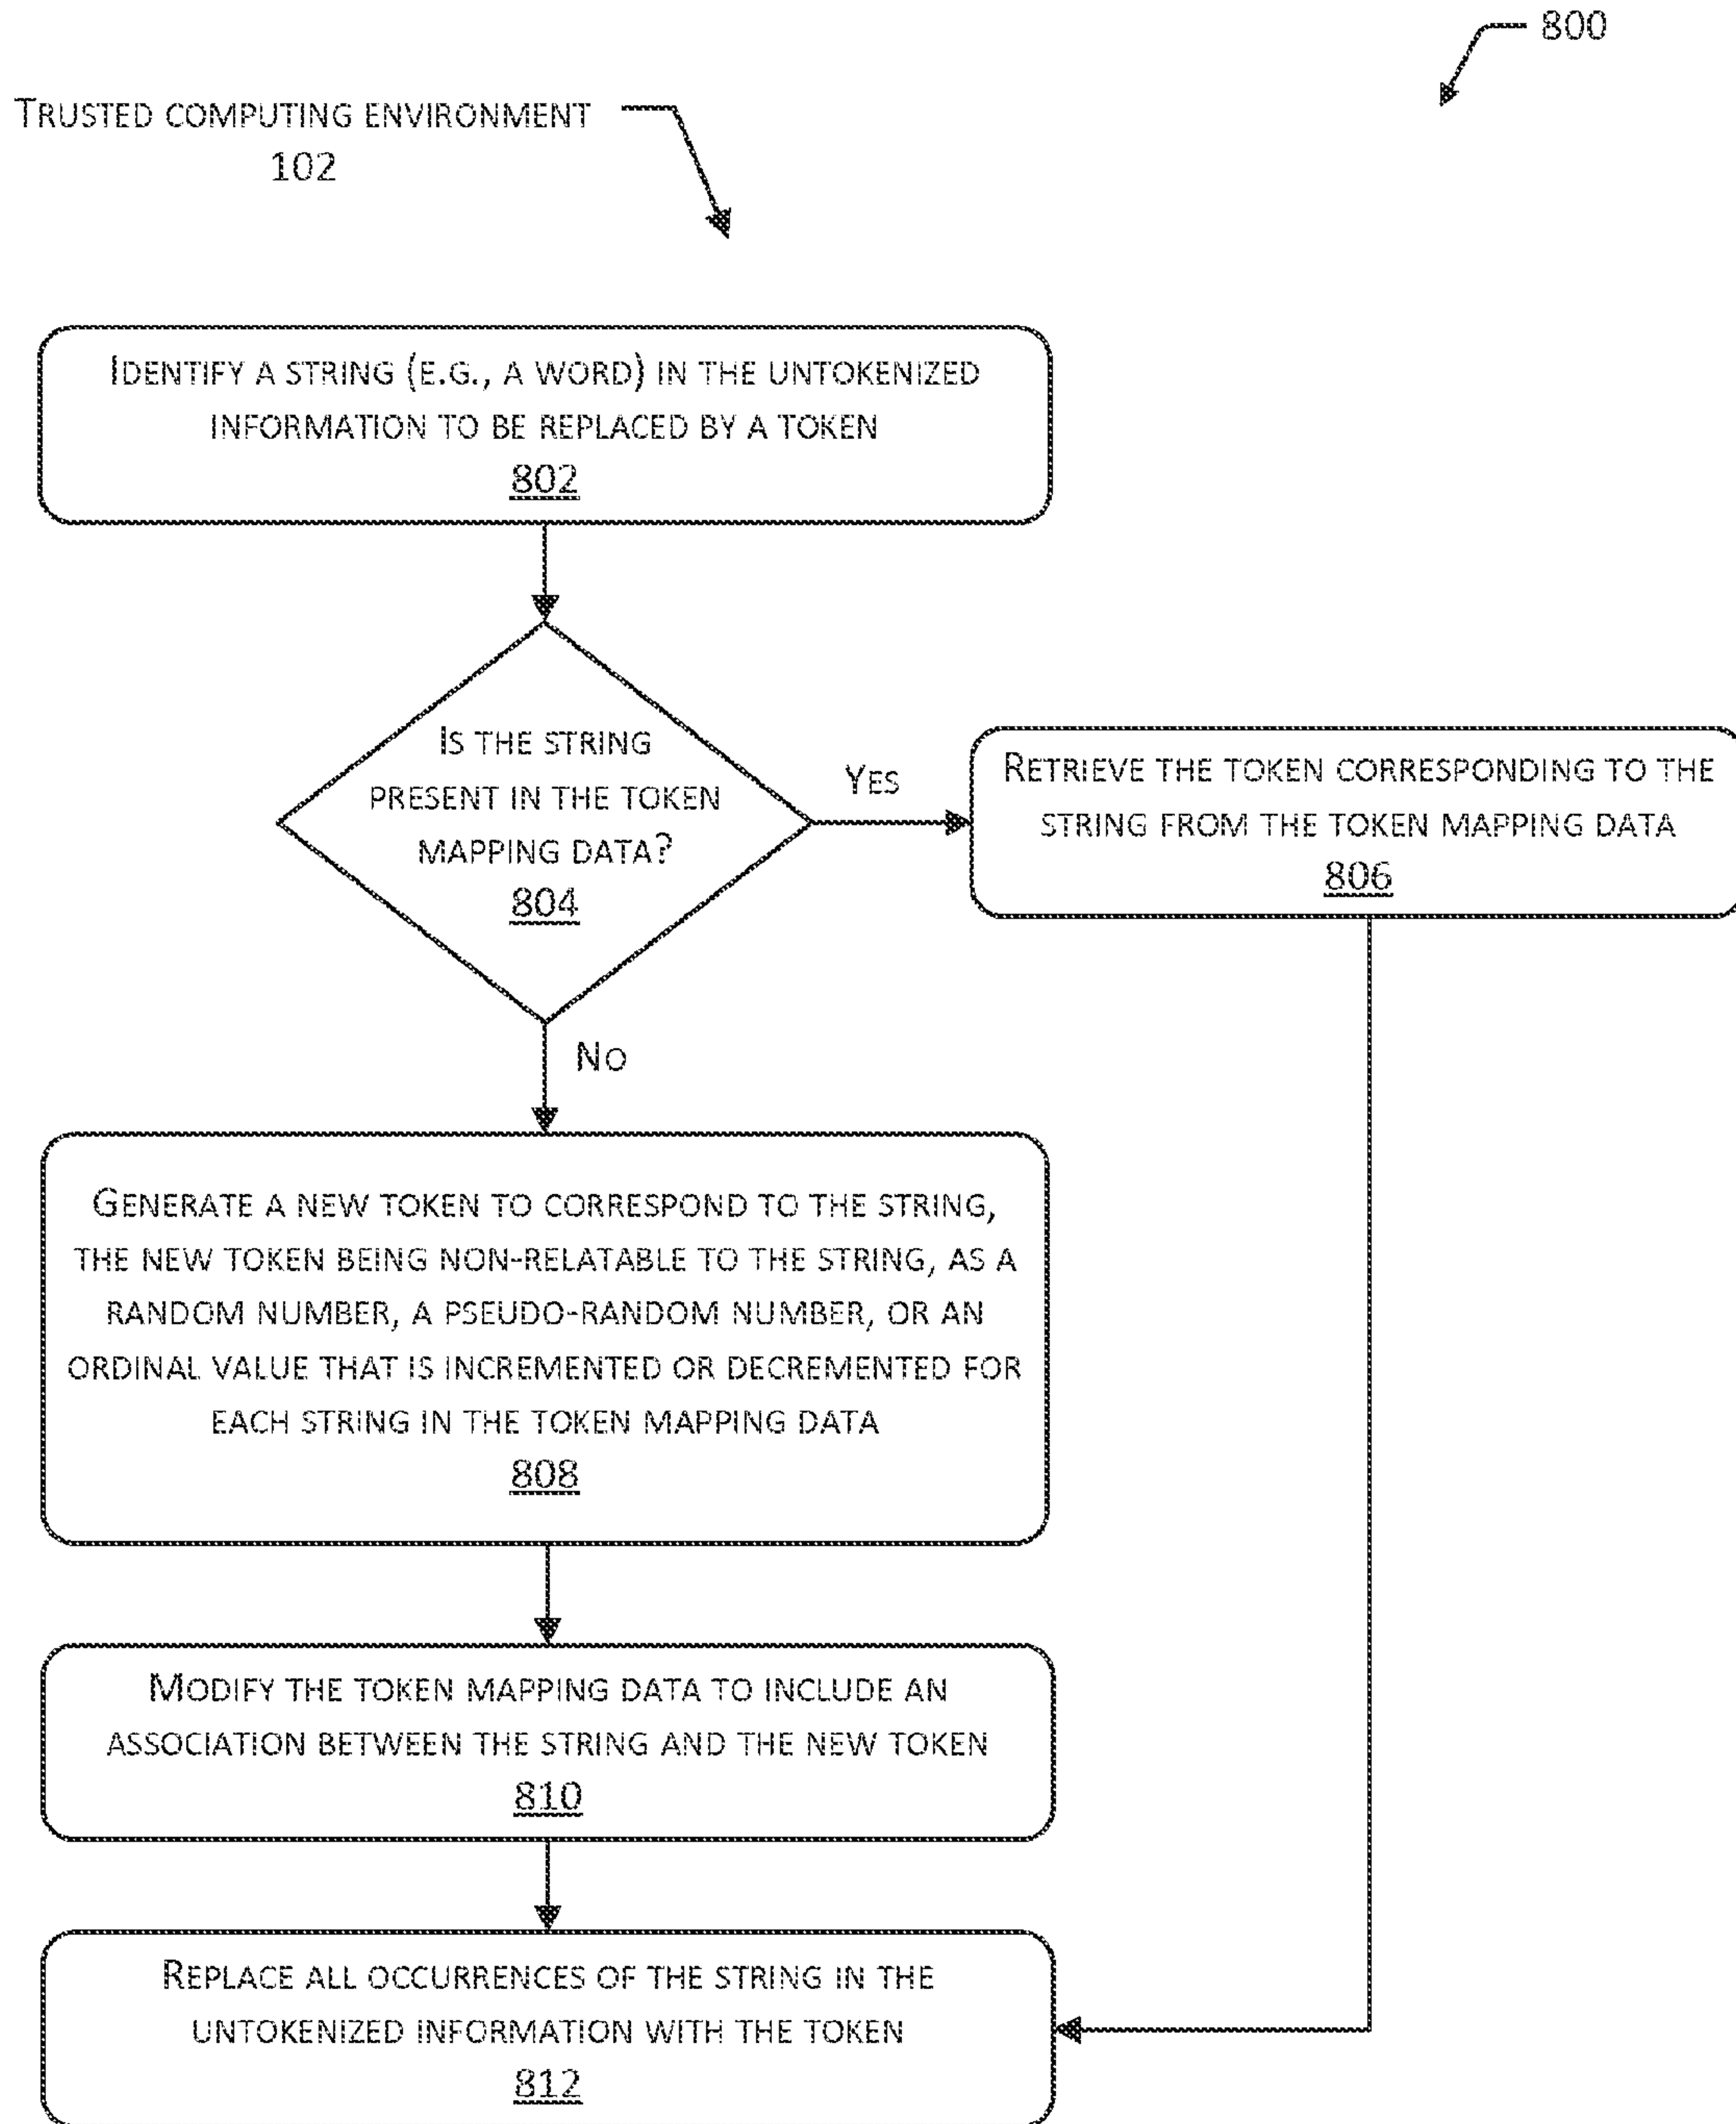 800
Trusted computing environment
102
Identify a string (e.g., a word) in the untokenized
information to be replaced by a token
802
Is the string
present in the token
mapping data?
804
Yes
Retrieve the token corresponding to the
string from the token mapping data
806
No
Generate a new token to correspond to the string,
the new token being non-relatable to the string, as a
random number, a pseudo-random number, or an
ordinal value that is incremented or decremented for
each string in the token mapping data
808
Modify the token mapping data to include an
association between the string and the new token
810
Replace all occurrences of the string in the
untokenized information with the token
812